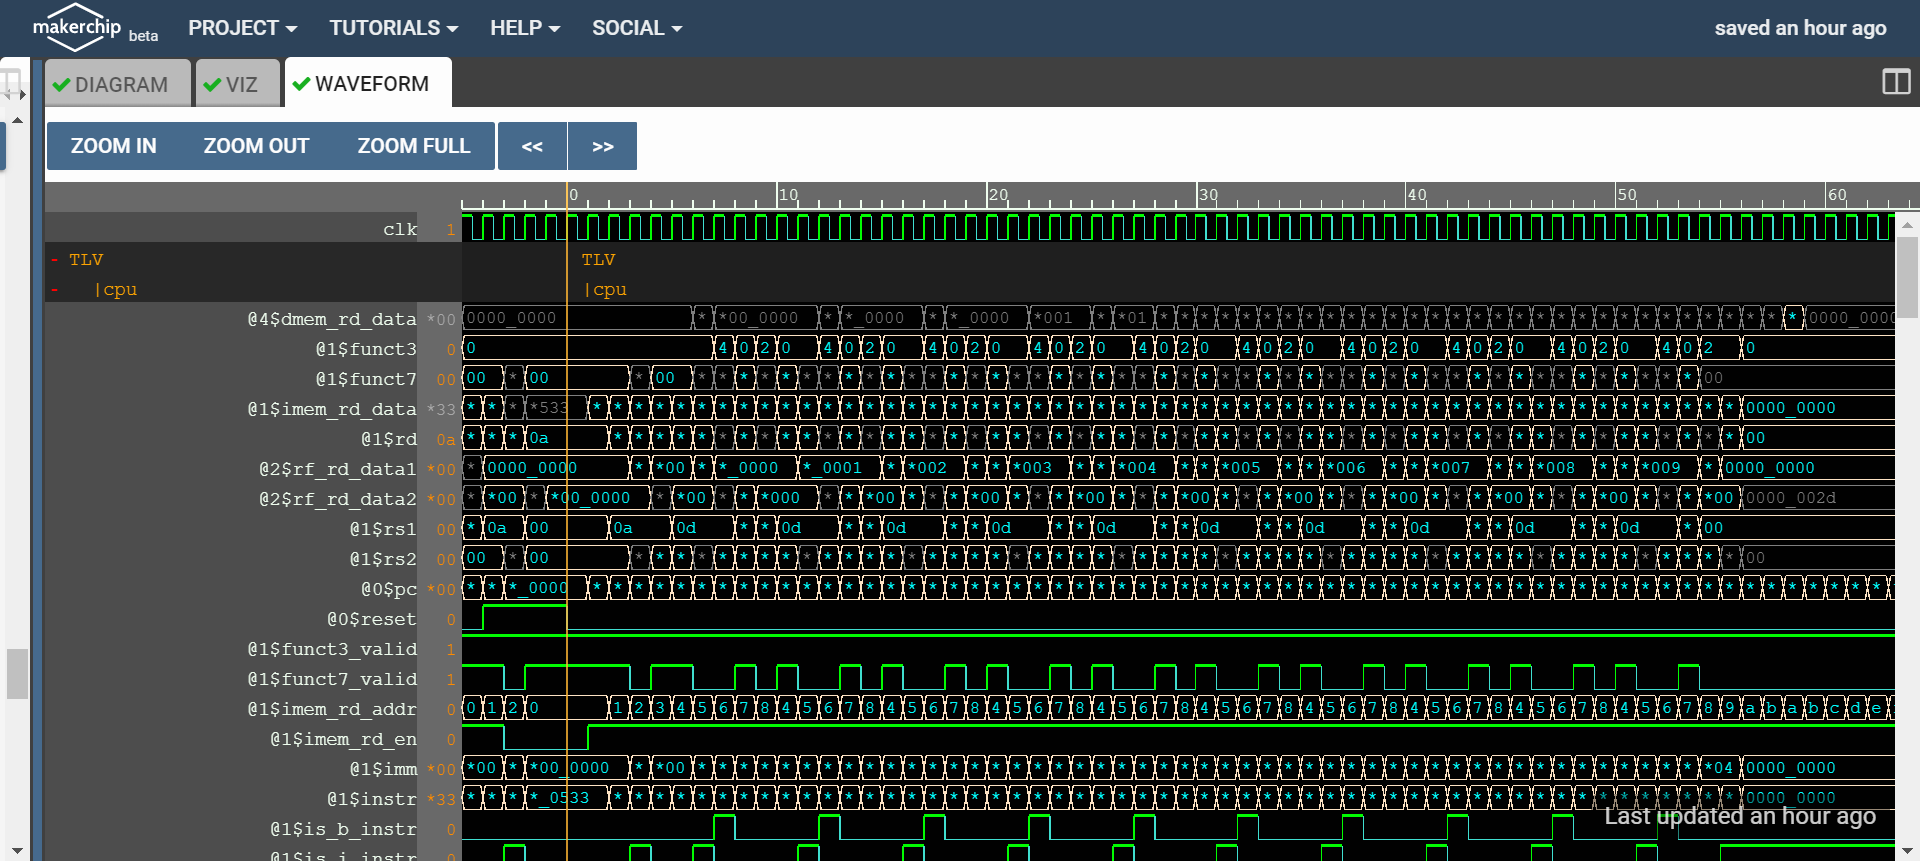 makerchip beta PROJECT TUTORIALS HELP SOCIAL saved an hour ago
DIAGRAM VIZ WAVEFORM
ZOOM IN ZOOM OUT ZOOM FULL << >>
0 10 20 30 40 50 60
clk 1
- TLV TLV
- |cpu |cpu
@4$dmem_rd_data *00 0000_0000 * * *00_0000 * * *_0000 * * *_0000 *001 * *01 * 0000_0000
@1$funct3 0 0 4 0 2 0 4 0 2 0 4 0 2 0 4 0 2 0 4 0 2 0 4 0 2 0 4 0 2 0 4 0 2 0 4 0 2 0 4 0 2 0
@1$funct7 00 00 * 00 * 00 00
@1$imem_rd_data *33 * * * *533 0000_0000
@1$rd 0a * * * 0a 00
@2$rf_rd_data1 *00 * 0000_0000 * *00 * * *_0000 * *_0001 * *002 * * *003 * * *004 * * *005 * * *006 * * *007 * * *008 * * *009 * 0000_0000
@2$rf_rd_data2 *00 * *00 * *00_0000 * *00 * * *000 * * *00 * * * *00 * * * *00 * * * *00 * * * *00 * * * *00 * * * *00 * * * *00 * * * *00 0000_002d
@1$rs1 00 * 0a 00 0a 0d * * 0d * * 0d * * 0d * * 0d * * 0d * * 0d * * 0d * * 0d * * 0d * 00
@1$rs2 00 00 * 00 00
@0$pc *00 * * *_0000
@0$reset 0
@1$funct3_valid 1
@1$funct7_valid 1
@1$imem_rd_addr 0 0 1 2 0 1 2 3 4 5 6 7 8 4 5 6 7 8 4 5 6 7 8 4 5 6 7 8 4 5 6 7 8 4 5 6 7 8 4 5 6 7 8 4 5 6 7 8 4 5 6 7 8 4 5 6 7 8 9 a b a b c d e
@1$imem_rd_en 0
@1$imm *00 *00 * *00_0000 * *00 *04 0000_0000
@1$instr *33 * * * *_0533 0000_0000
Last updated an hour ago
@1$is_b_instr 0
@1$is_i_instr 0